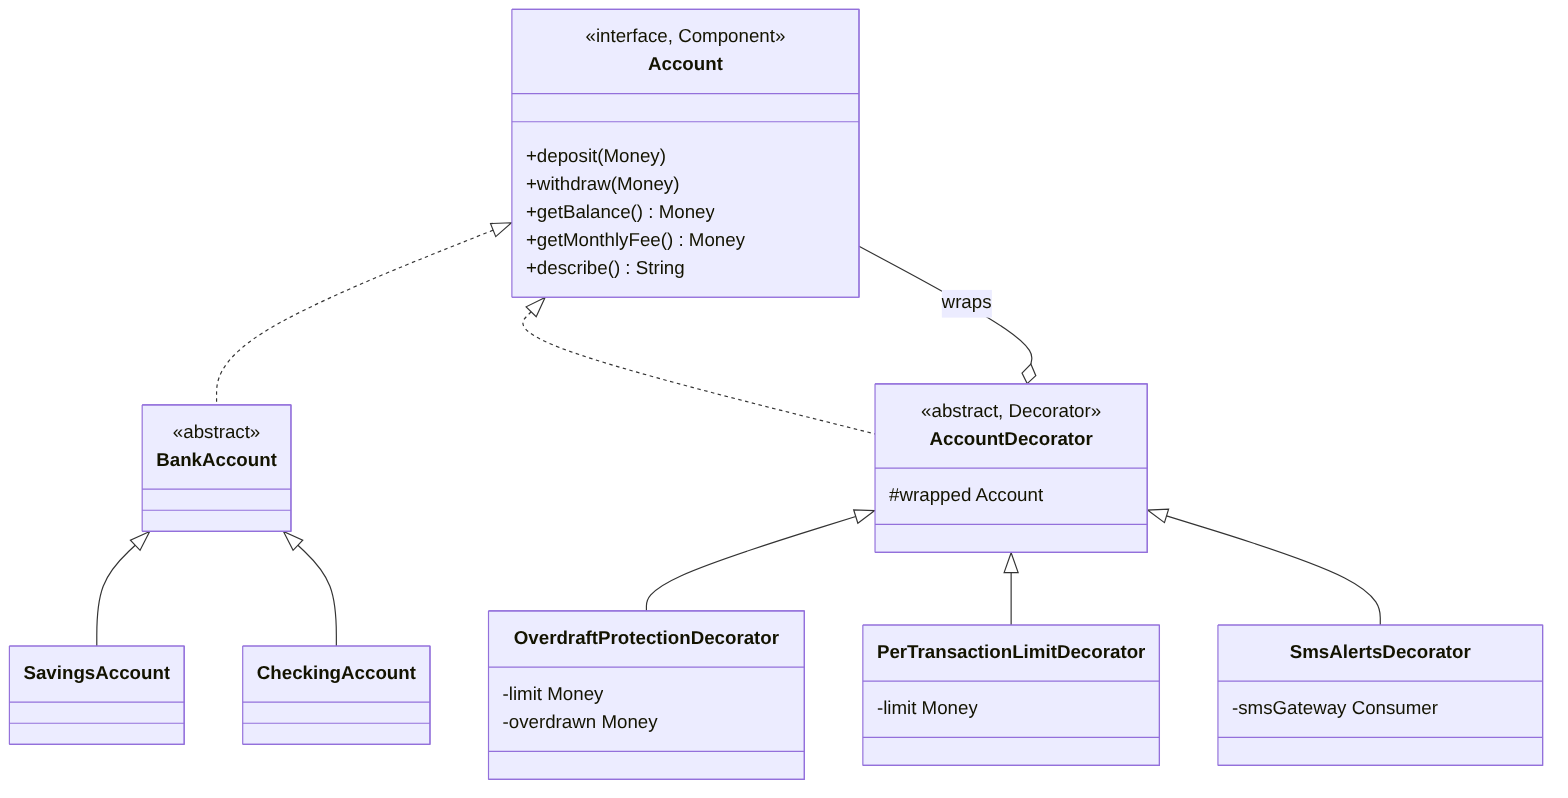 «interface, Component»
Account
+deposit(Money)
+withdraw(Money)
+getBalance() : Money
+getMonthlyFee() : Money
+describe() : String
wraps
«abstract»
BankAccount
«abstract, Decorator»
AccountDecorator
#wrapped Account
SavingsAccount
CheckingAccount
OverdraftProtectionDecorator
-limit Money
-overdrawn Money
PerTransactionLimitDecorator
-limit Money
SmsAlertsDecorator
-smsGateway Consumer